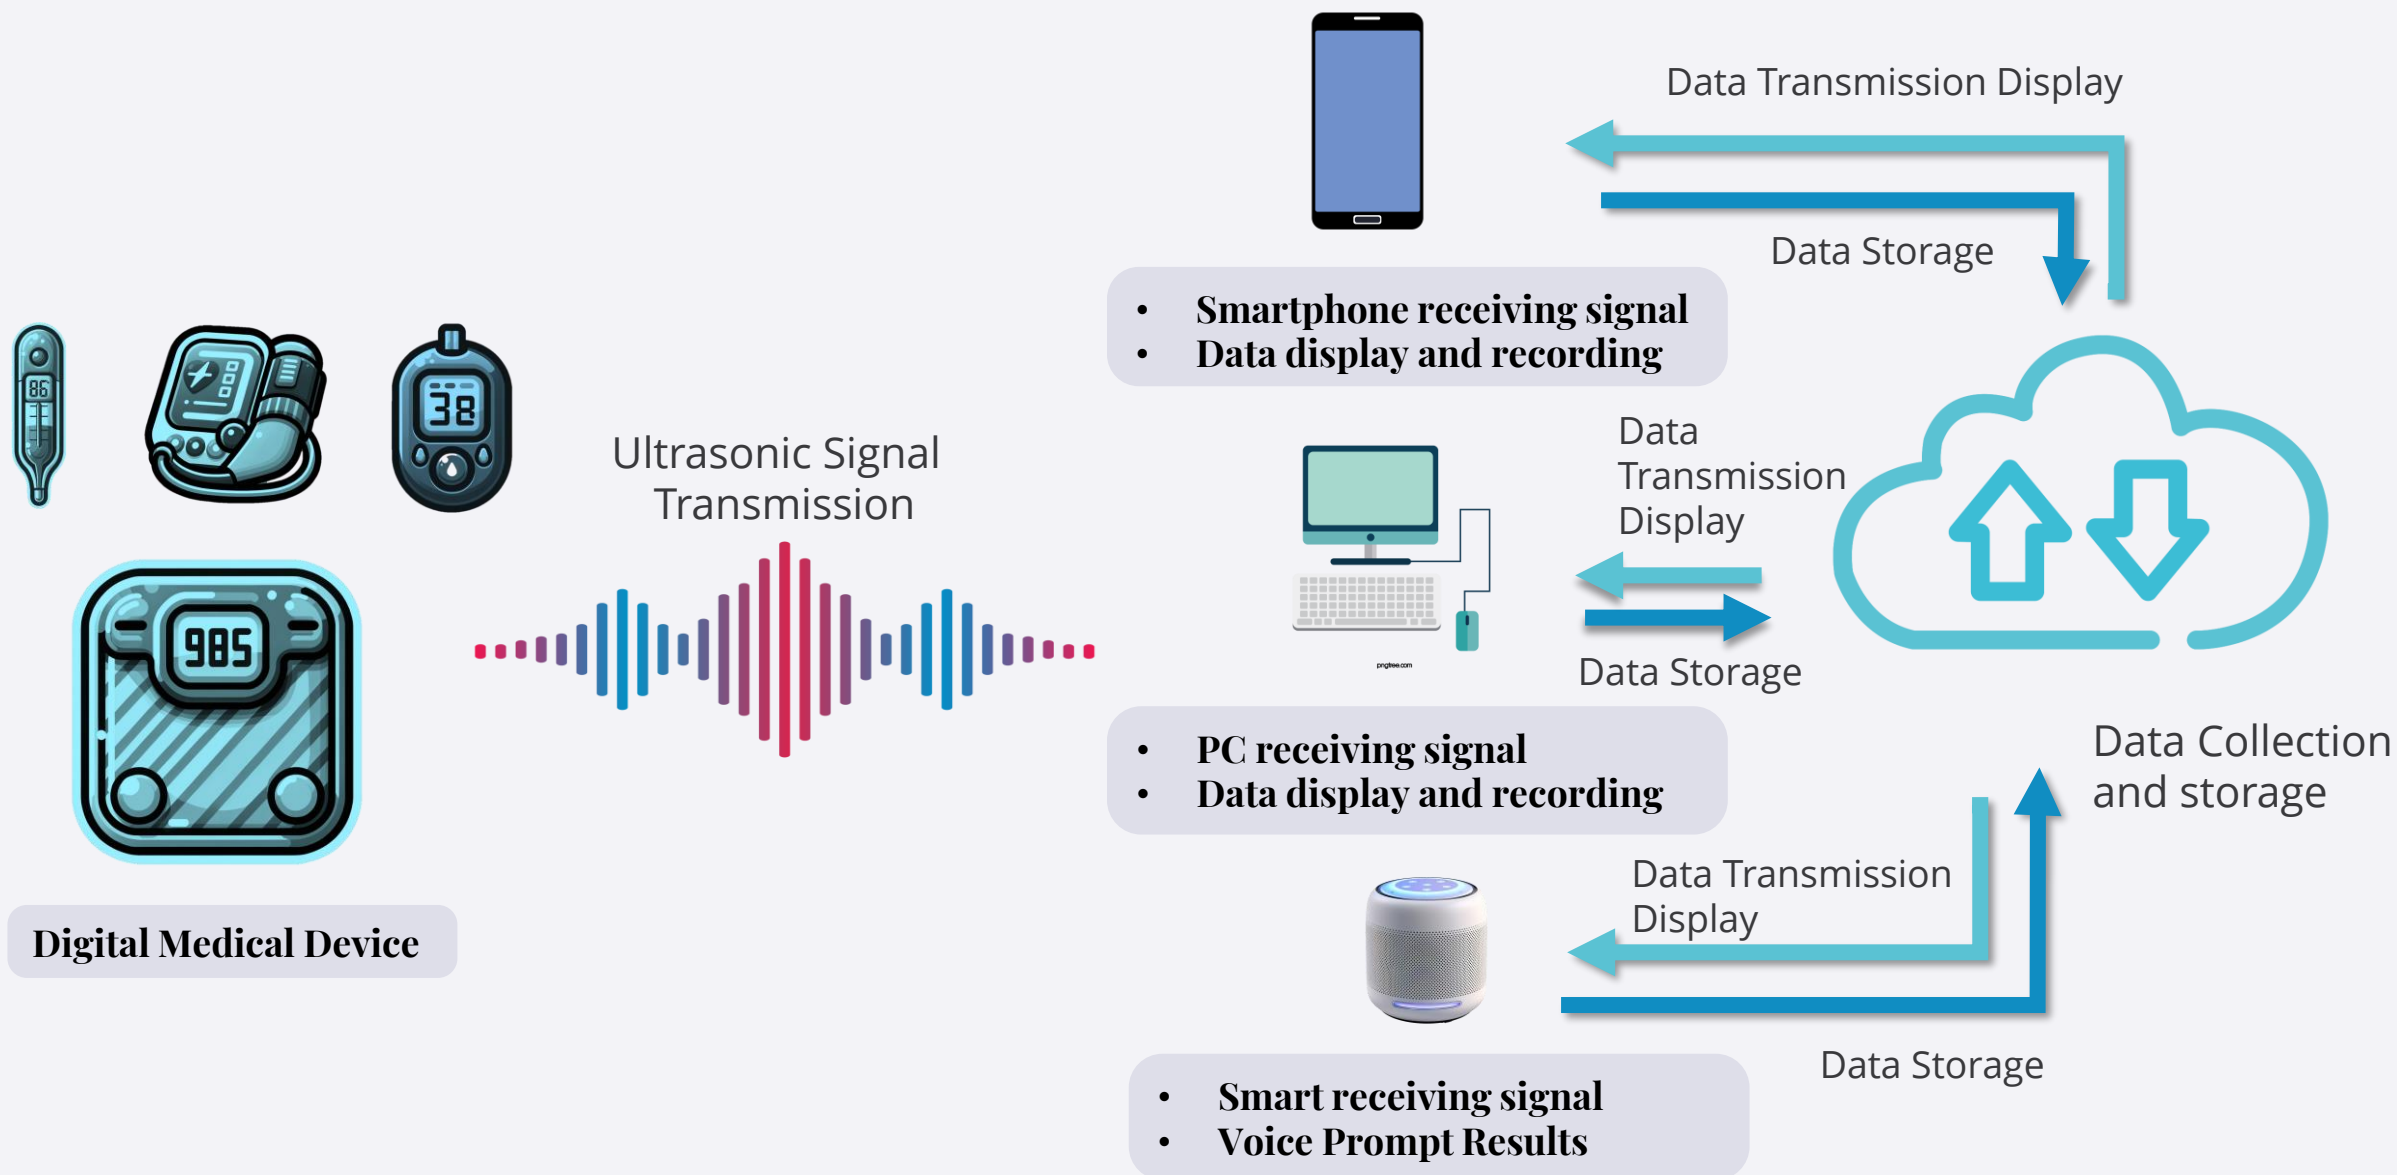 Data Transmission Display
Data Storage
• Smartphone receiving signal
• Data display and recording
86
38
985
Digital Medical Device
Ultrasonic Signal
Transmission
Data
Transmission
Display
Data Storage
pngtree.com
• PC receiving signal
• Data display and recording
Data Collection
and storage
Data Transmission
Display
Data Storage
• Smart receiving signal
• Voice Prompt Results